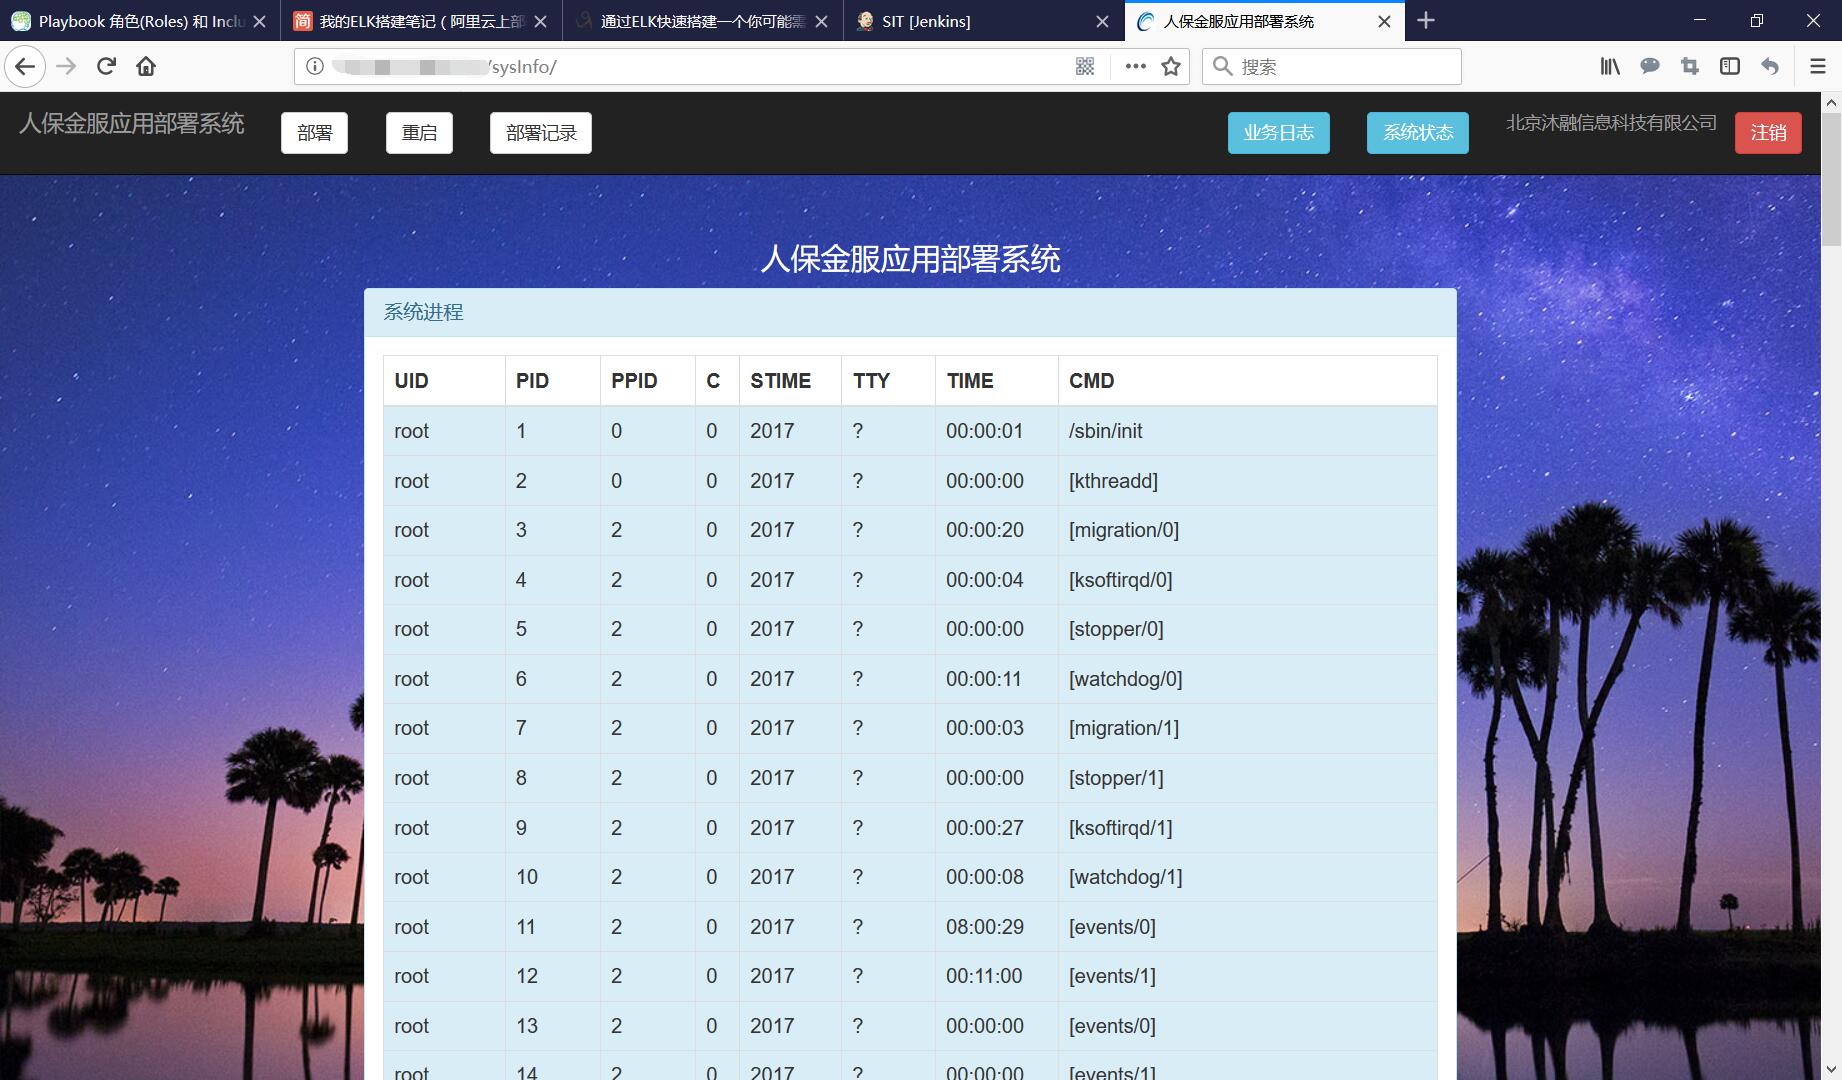 Playbook 角色(Roles) 和 Inclu
简 我的ELK搭建笔记（阿里云上部
通过ELK快速搭建一个你可能需
SIT [Jenkins]
人保金服应用部署系统
/sysInfo/
搜索
人保金服应用部署系统 部署 重启 部署记录 业务日志 系统状态 北京沐融信息科技有限公司 注销
人保金服应用部署系统
系统进程
UID PID PPID C STIME TTY TIME CMD
root 1 0 0 2017 ? 00:00:01 /sbin/init
root 2 0 0 2017 ? 00:00:00 [kthreadd]
root 3 2 0 2017 ? 00:00:20 [migration/0]
root 4 2 0 2017 ? 00:00:04 [ksoftirqd/0]
root 5 2 0 2017 ? 00:00:00 [stopper/0]
root 6 2 0 2017 ? 00:00:11 [watchdog/0]
root 7 2 0 2017 ? 00:00:03 [migration/1]
root 8 2 0 2017 ? 00:00:00 [stopper/1]
root 9 2 0 2017 ? 00:00:27 [ksoftirqd/1]
root 10 2 0 2017 ? 00:00:08 [watchdog/1]
root 11 2 0 2017 ? 08:00:29 [events/0]
root 12 2 0 2017 ? 00:11:00 [events/1]
root 13 2 0 2017 ? 00:00:00 [events/0]
root 14 2 0 2017 ? 00:00:00 [events/1]